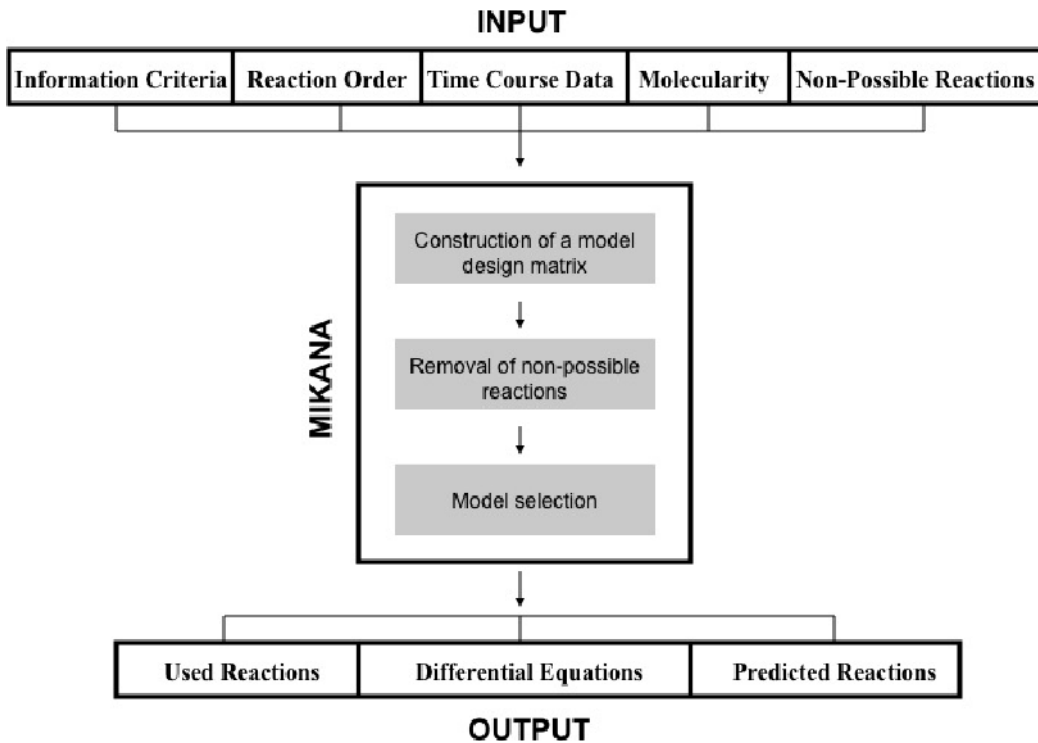 INPUT
Information Criteria
Reaction Order
Time Course Data
Molecularity
Non-Possible Reactions
MIKANA
Construction of a model
design matrix
Removal of non-possible
reactions
Model selection
Used Reactions
Differential Equations
Predicted Reactions
OUTPUT